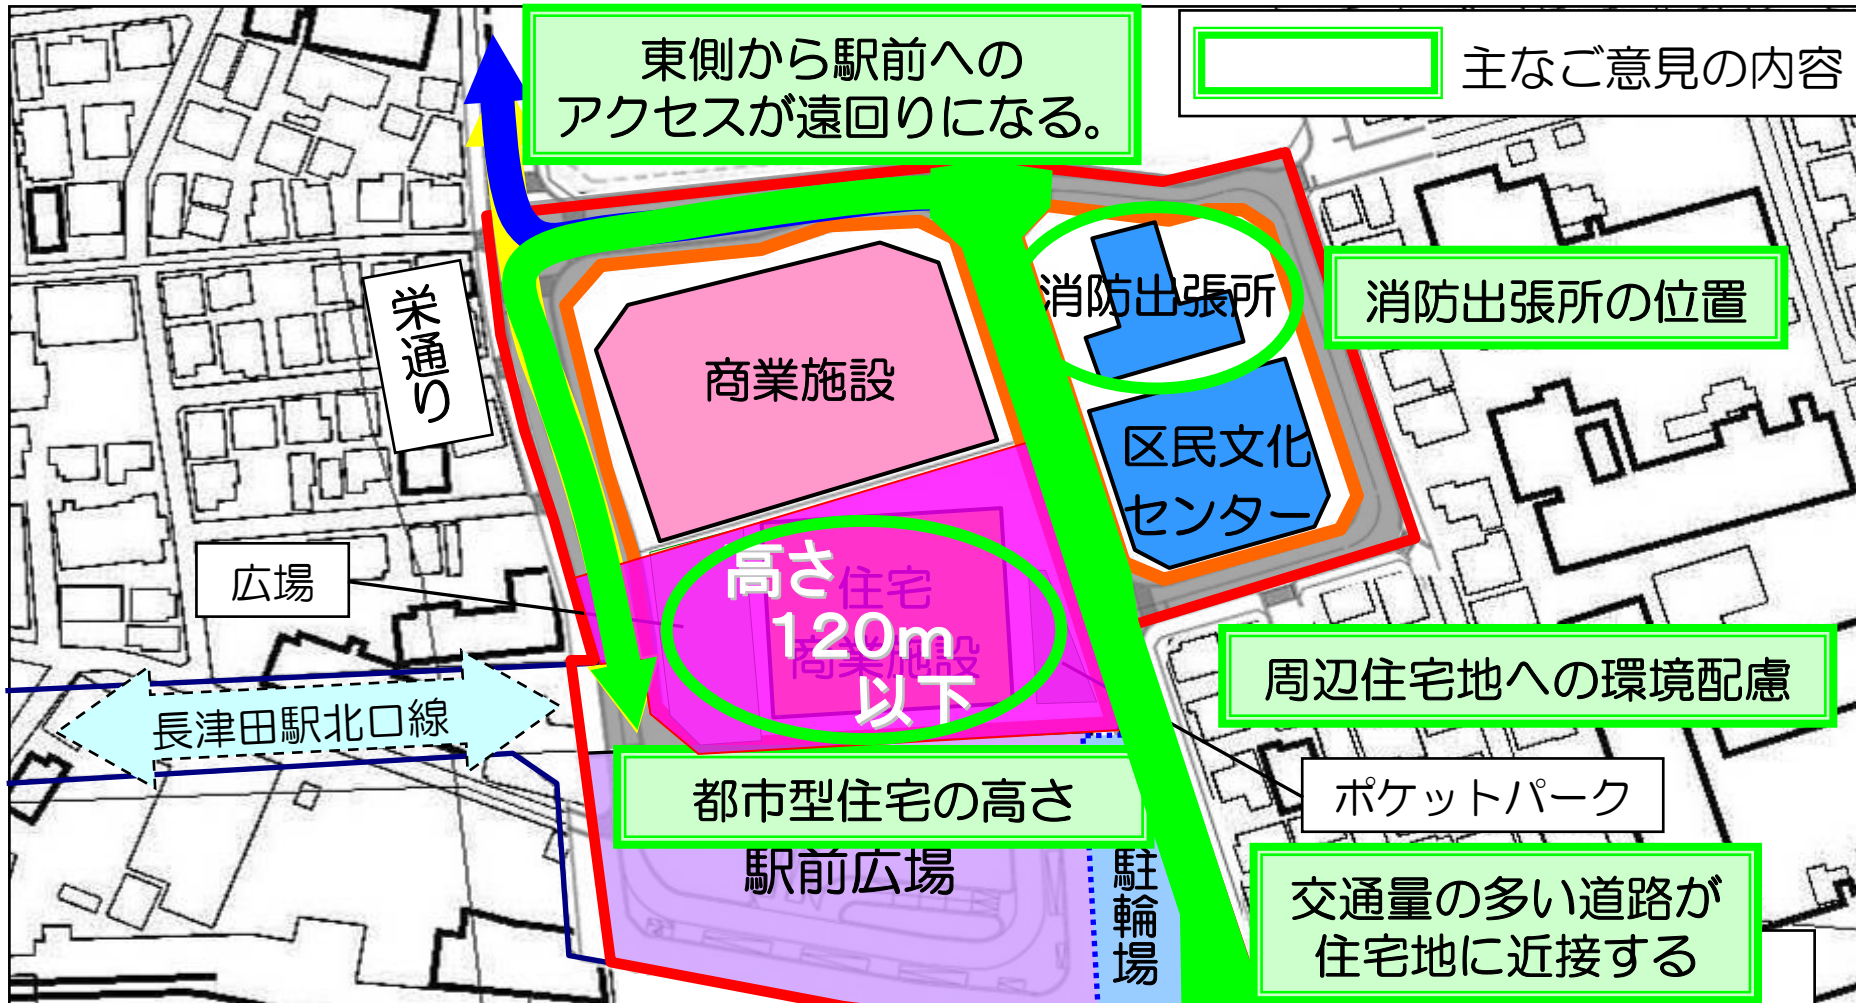 東側から駅前への
アクセスが遠回りになる。
主なご意見の内容
栄通り
消防出張所
消防出張所の位置
商業施設
区民文化
センター
広場
高さ
120m
以下
住宅
商業施設
周辺住宅地への環境配慮
長津田駅北口線
都市型住宅の高さ
ポケットパーク
駅前広場
駐輪場
交通量の多い道路が
住宅地に近接する